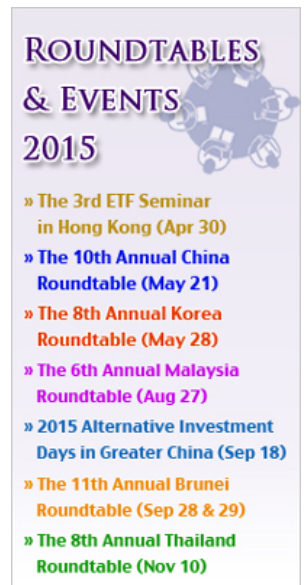 ROUNDTABLES
& EVENTS
2015
» The 3rd ETF Seminar
in Hong Kong (Apr 30)
» The 10th Annual China
Roundtable (May 21)
» The 8th Annual Korea
Roundtable (May 28)
» The 6th Annual Malaysia
Roundtable (Aug 27)
» 2015 Alternative Investment
Days in Greater China (Sep 18)
» The 11th Annual Brunei
Roundtable (Sep 28 & 29)
» The 8th Annual Thailand
Roundtable (Nov 10)